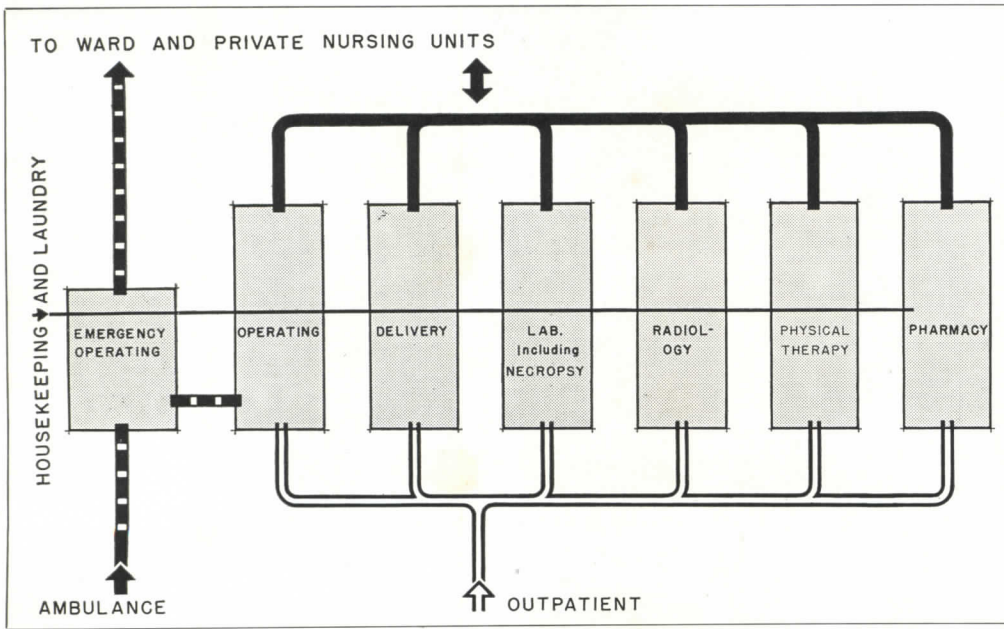 TO WARD AND PRIVATE NURSING UNITS
HOUSEKEEPING AND LAUNDRY
EMERGENCY
OPERATING
OPERATING
DELIVERY
LAB.
Including
NECROPSY
RADIOL-
OGY
PHYSICAL
THERAPY
PHARMACY
AMBULANCE
OUTPATIENT